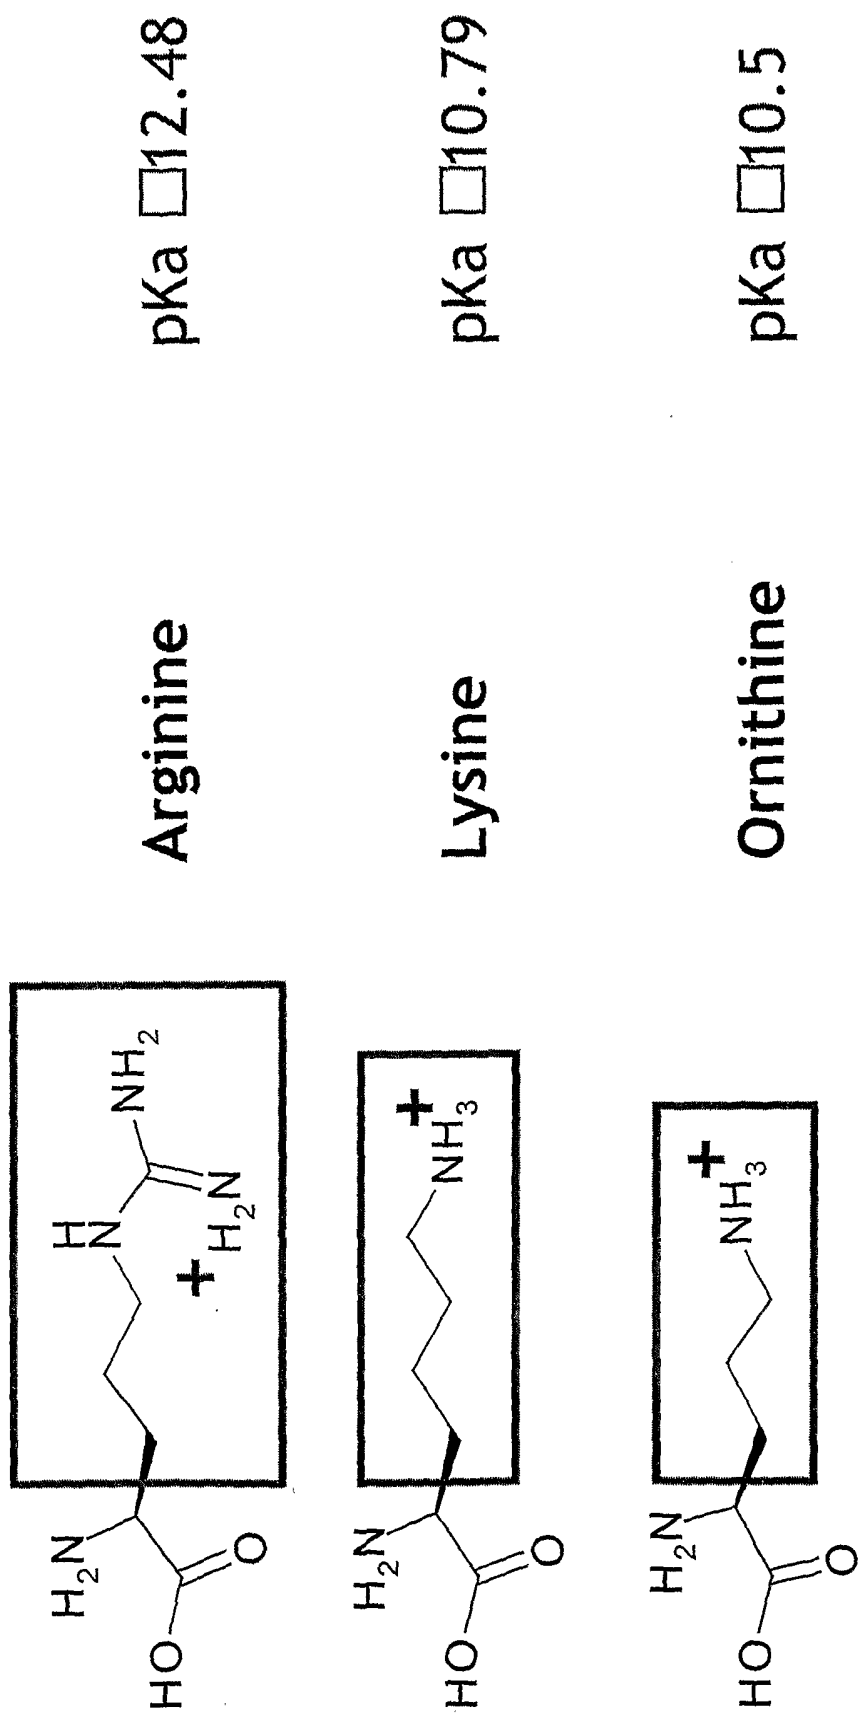 H₂N
HO
O
H
N
NH₂
H₂N
+
Arginine
pKa □12.48
H₂N
HO
O
NH₃
+
Lysine
pKa □10.79
H₂N
HO
O
NH₃
+
Ornithine
pKa □10.5